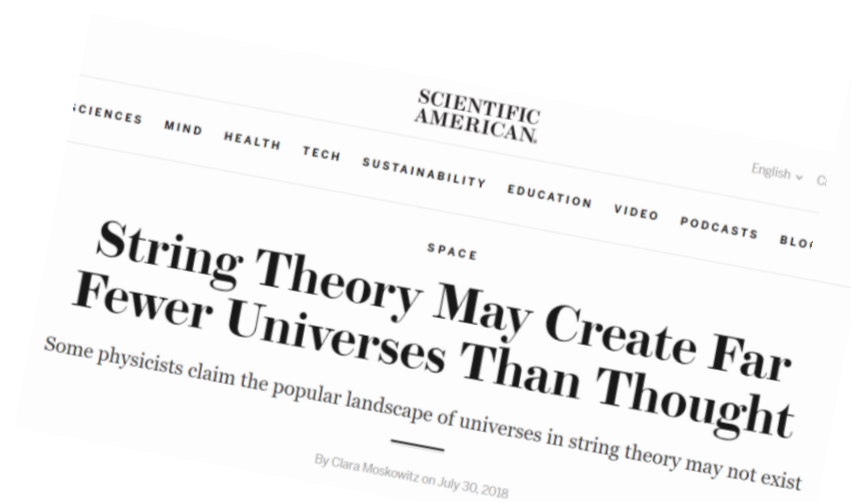 SCIENTIFIC
AMERICAN.
MIND HEALTH TECH SUSTAINABILITY EDUCATION VIDEO PODCASTS
English
SPACE
String Theory May Create Far
Fewer Universes Than Thought
Some physicists claim the popular landscape of universes in string theory may not exist
By Clara Moskowitz on July 30, 2018